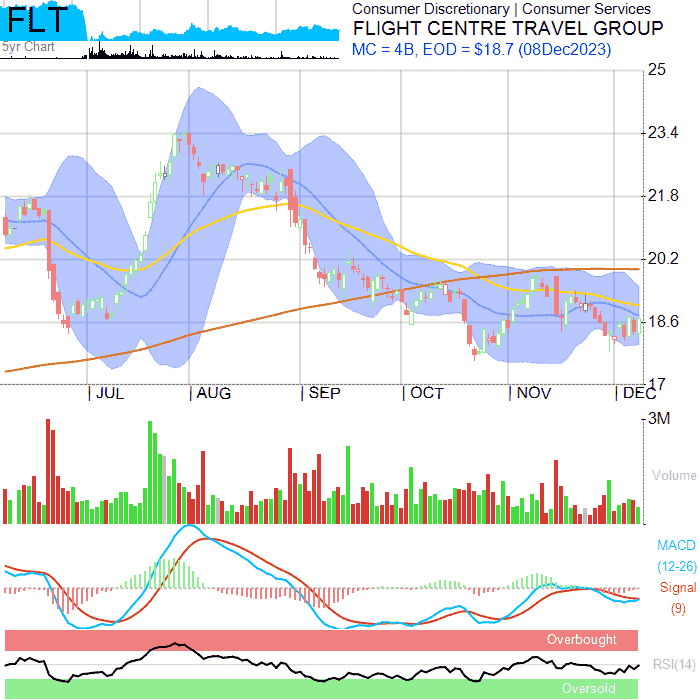 FLT
5yr Chart
Consumer Discretionary | Consumer Services
FLIGHT CENTRE TRAVEL GROUP
MC = 4B, EOD = $18.7 (08Dec2023)
25
23.4
21.8
20.2
18.6
17
JUL
AUG
SEP
OCT
NOV
DEC
3M
Volume
MACD
(12-26)
Signal
(9)
Overbought
RSI(14)
Oversold